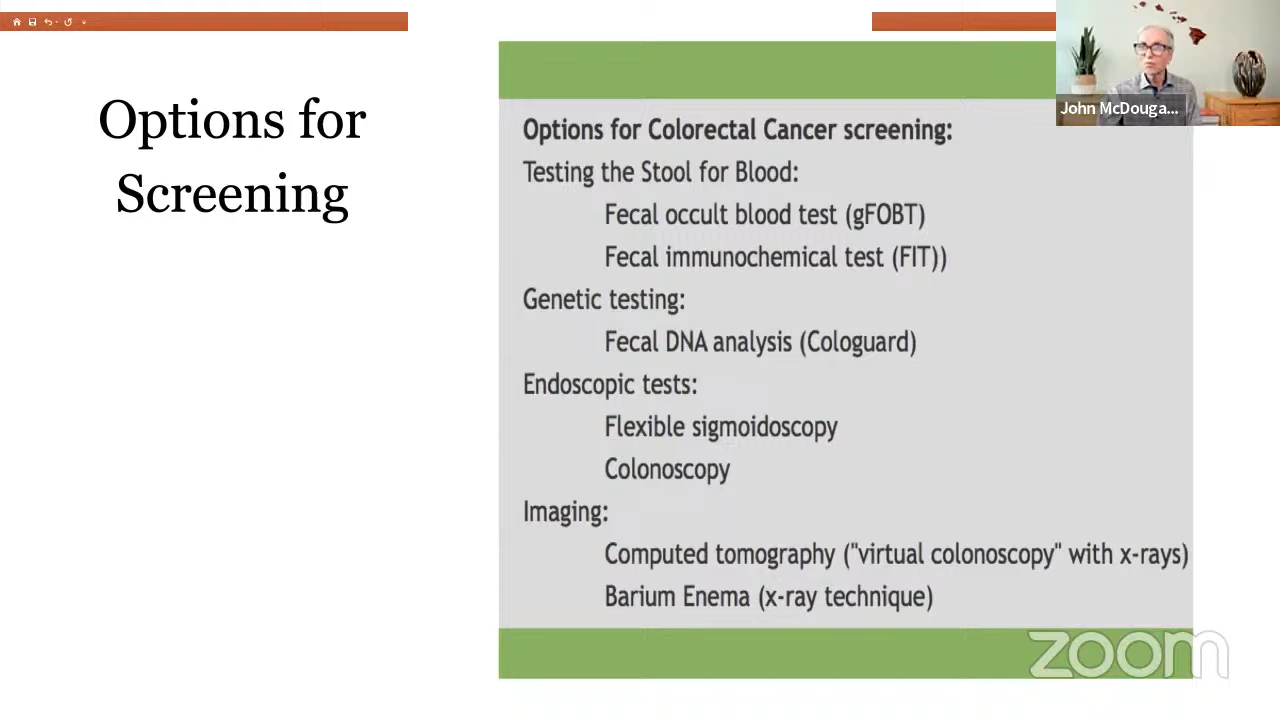 Options for
Screening
Options for Colorectal Cancer screening:
Testing the Stool for Blood:
Fecal occult blood test (gFOBT)
Fecal immunochemical test (FIT))
Genetic testing:
Fecal DNA analysis (Cologuard)
Endoscopic tests:
Flexible sigmoidoscopy
Colonoscopy
Imaging:
Computed tomography ("virtual colonoscopy" with x-rays)
Barium Enema (x-ray technique)
John McDouga...
zoom